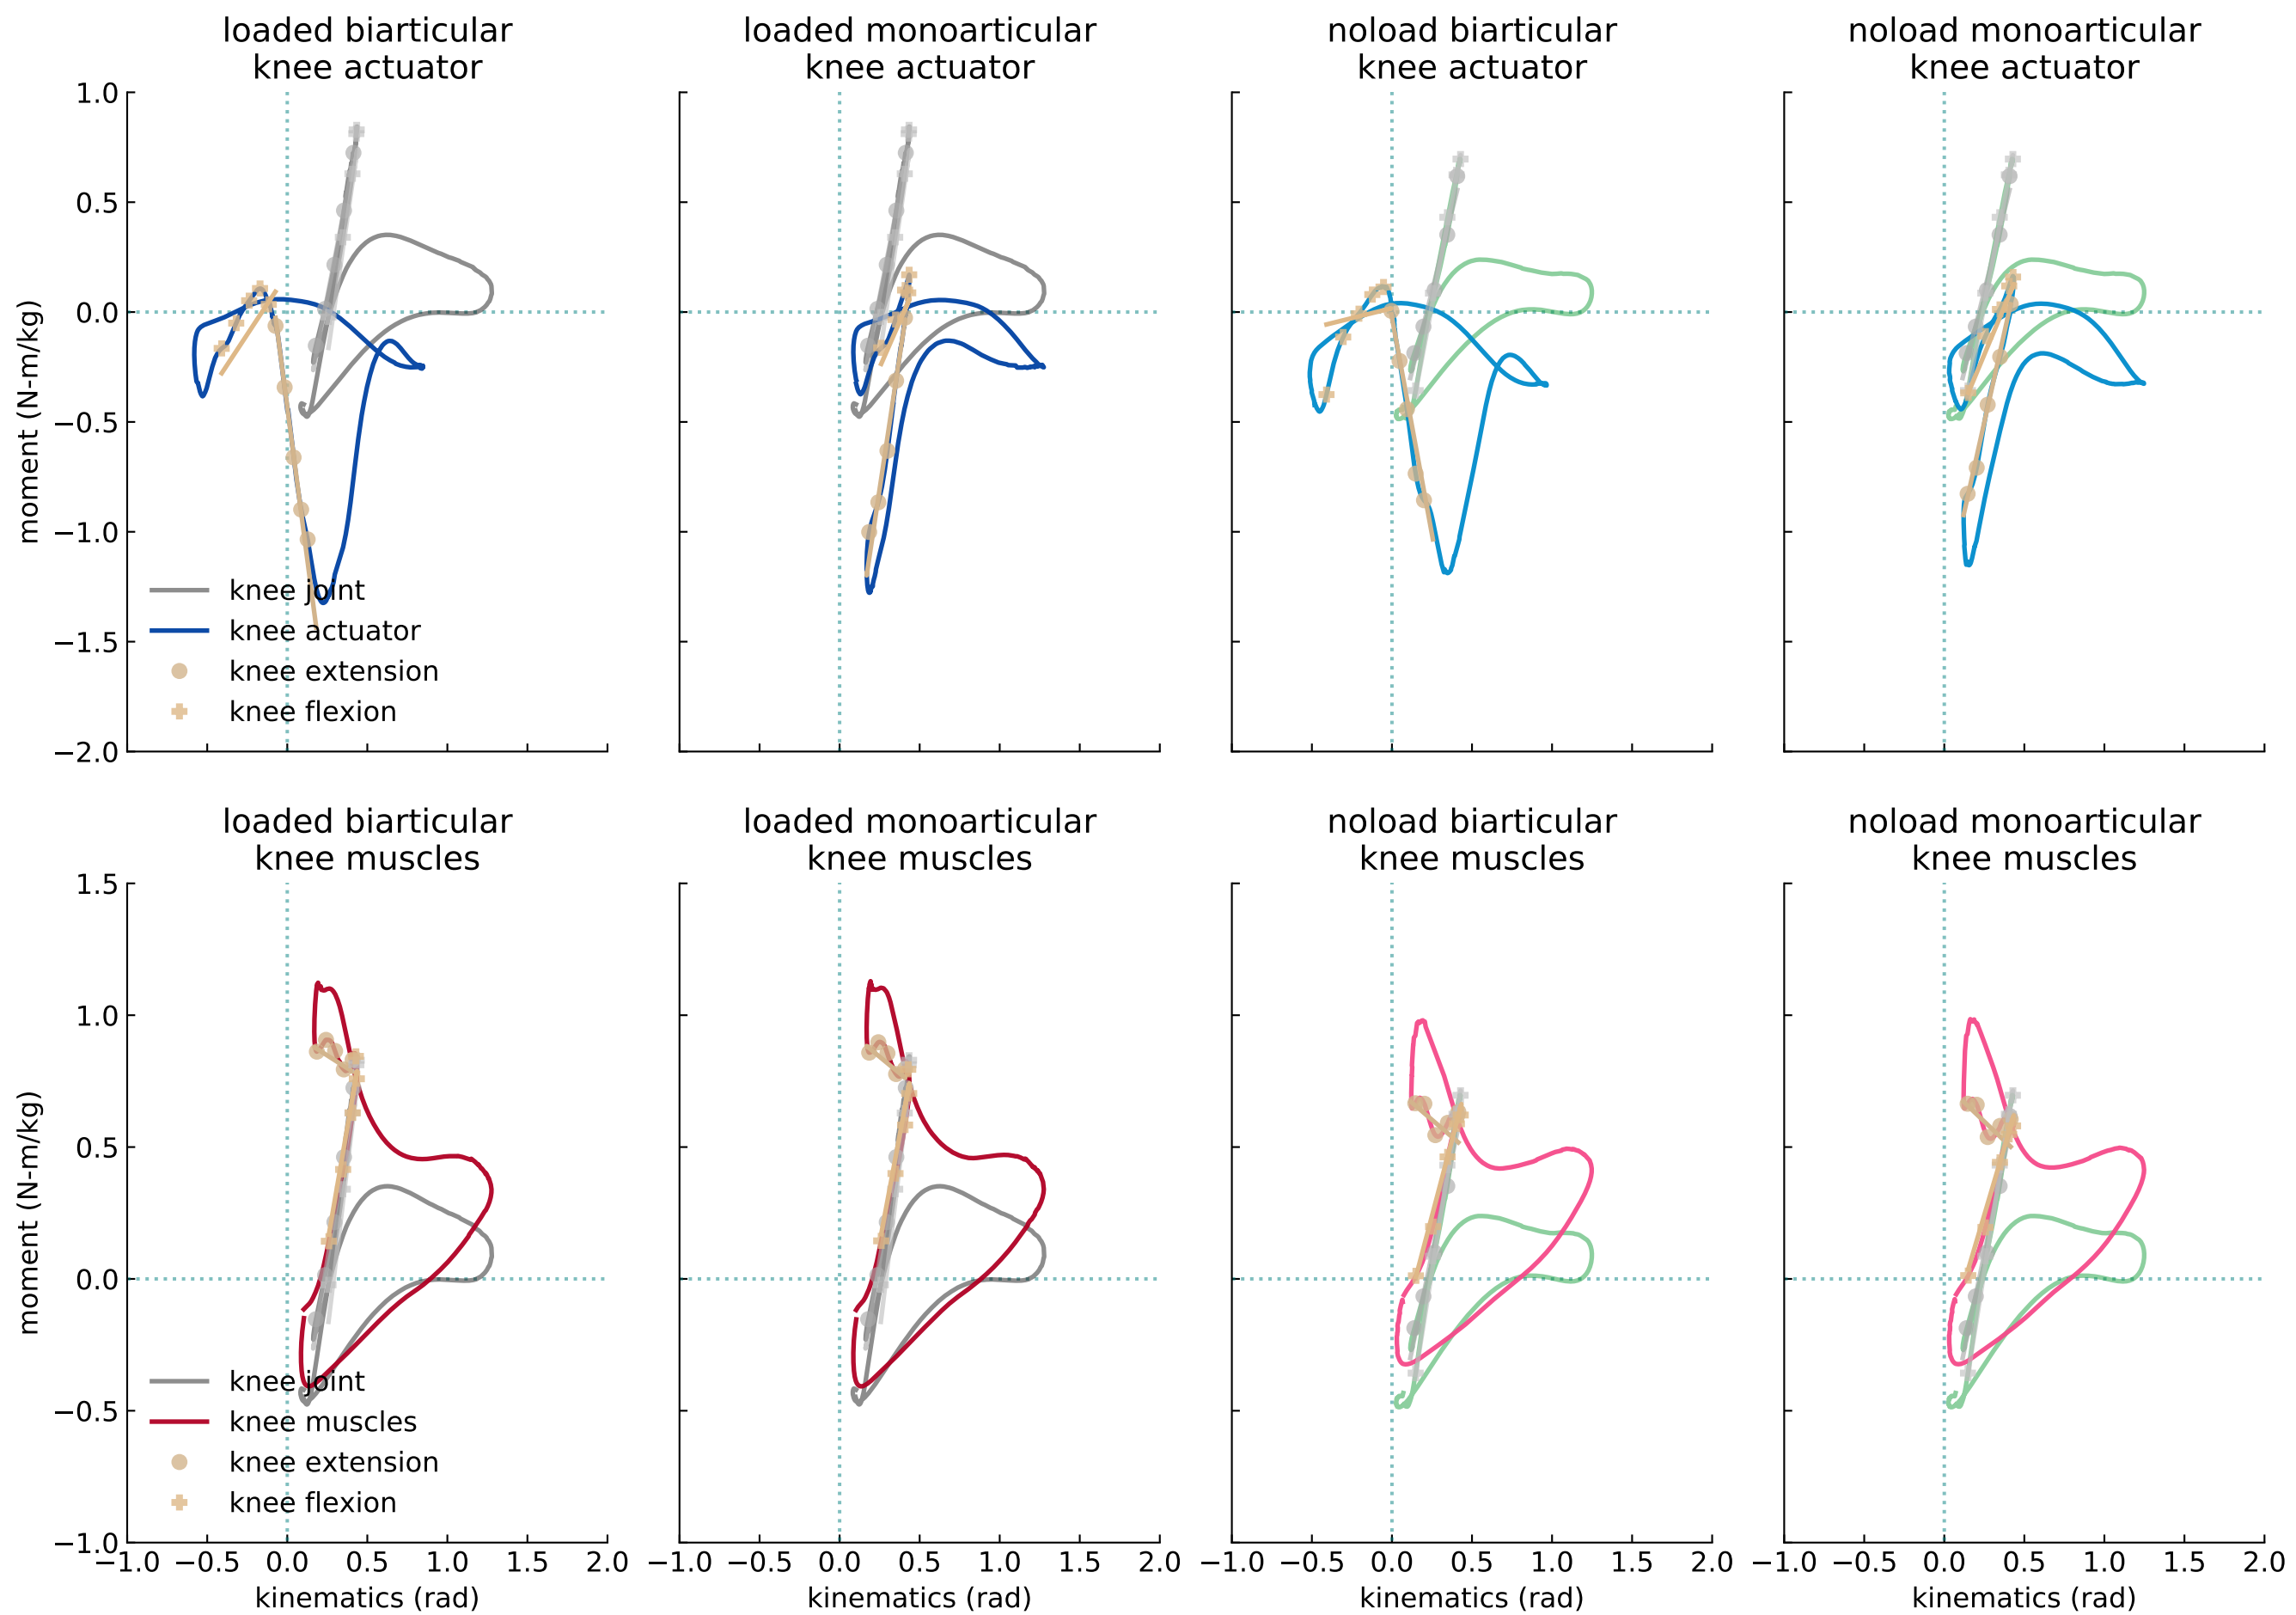 loaded biarticular
knee actuator
loaded monoarticular
knee actuator
noload biarticular
knee actuator
noload monoarticular
knee actuator
moment (N-m/kg)
1.0
0.5
0.0
−0.5
−1.0
−1.5
−2.0
knee joint
knee actuator
knee extension
knee flexion
loaded biarticular
knee muscles
loaded monoarticular
knee muscles
noload biarticular
knee muscles
noload monoarticular
knee muscles
moment (N-m/kg)
1.5
1.0
0.5
0.0
−0.5
−1.0
knee joint
knee muscles
knee extension
knee flexion
−1.0 −0.5 0.0 0.5 1.0 1.5 2.0
−1.0 −0.5 0.0 0.5 1.0 1.5 2.0
−1.0 −0.5 0.0 0.5 1.0 1.5 2.0
−1.0 −0.5 0.0 0.5 1.0 1.5 2.0
kinematics (rad)
kinematics (rad)
kinematics (rad)
kinematics (rad)